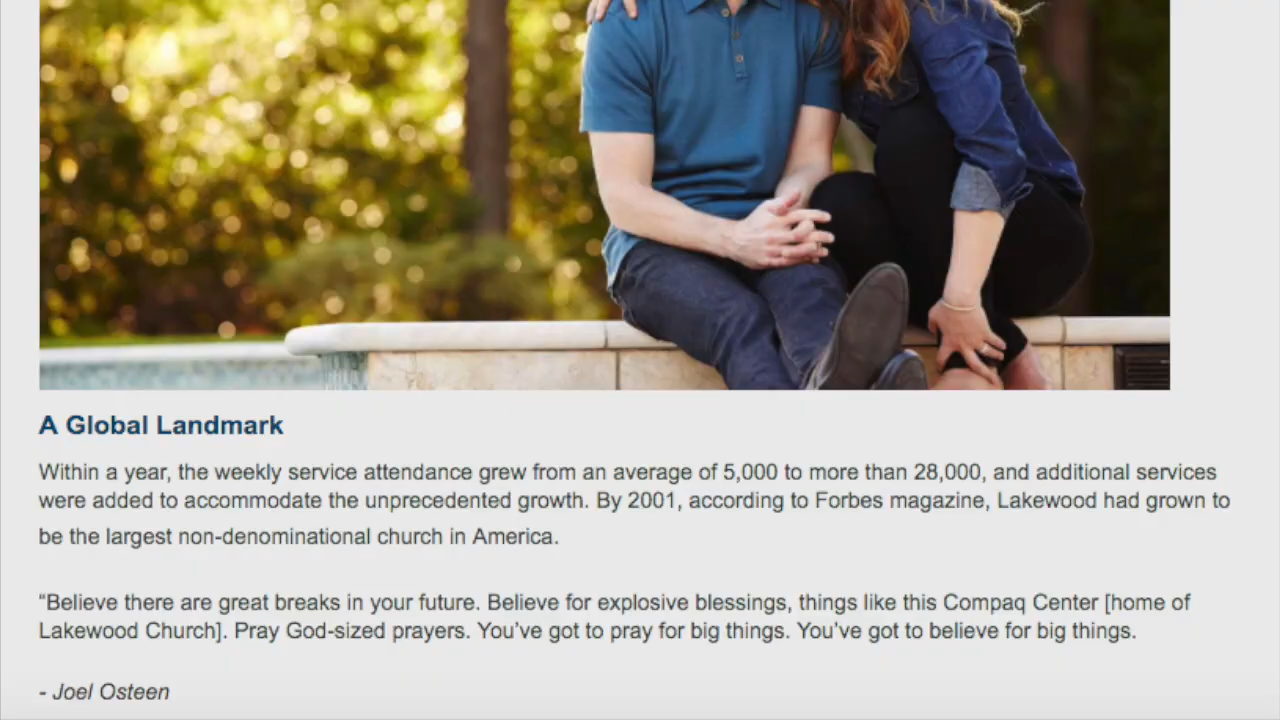 A Global Landmark
Within a year, the weekly service attendance grew from an average of 5,000 to more than 28,000, and additional services
were added to accommodate the unprecedented growth. By 2001, according to Forbes magazine, Lakewood had grown to
be the largest non-denominational church in America.
“Believe there are great breaks in your future. Believe for explosive blessings, things like this Compaq Center [home of
Lakewood Church]. Pray God-sized prayers. You’ve got to pray for big things. You’ve got to believe for big things.
- Joel Osteen